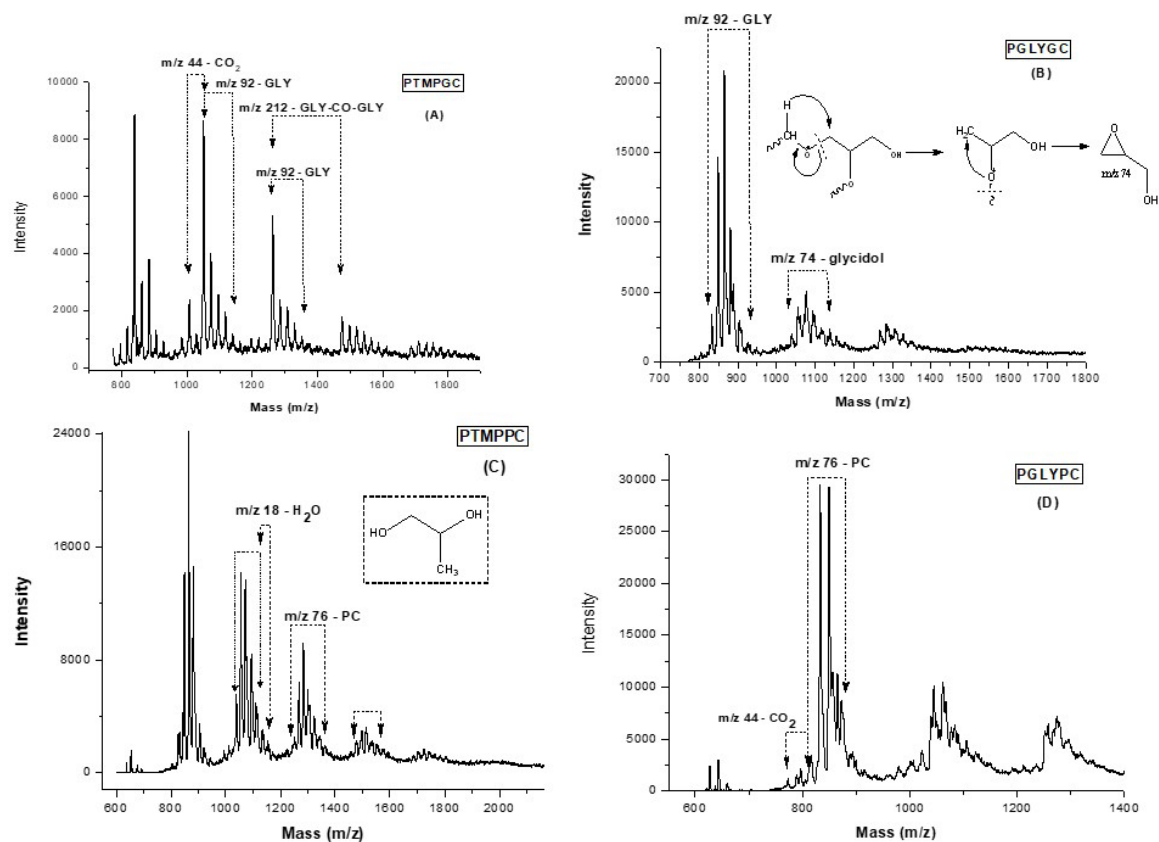 m/z 44 - CO2
m/z 92 - GLY
m/z 212 - GLY-CO-GLY
m/z 92 - GLY
PTMPGC
(A)
Intensity
10000
8000
6000
4000
2000
0
800 1000 1200 1400 1600 1800
Mass (m/z)
m/z 92 - GLY
PGLYGC
(B)
H
CH
O
O
OH
H3C
OH
O
O
m/z 74
OH
m/z 74 - glycidol
Intensity
20000
15000
10000
5000
0
700 800 900 1000 1100 1200 1300 1400 1500 1600 1700 1800
Mass (m/z)
PTMPPC
(C)
m/z 18 - H2O
HO
OH
CH3
m/z 76 - PC
Intensity
24000
16000
8000
0
600 800 1000 1200 1400 1600 1800 2000
Mass (m/z)
m/z 76 - PC
PGLYPC
(D)
m/z 44 - CO2
Intensity
30000
25000
20000
15000
10000
5000
0
600 800 1000 1200 1400
Mass (m/z)